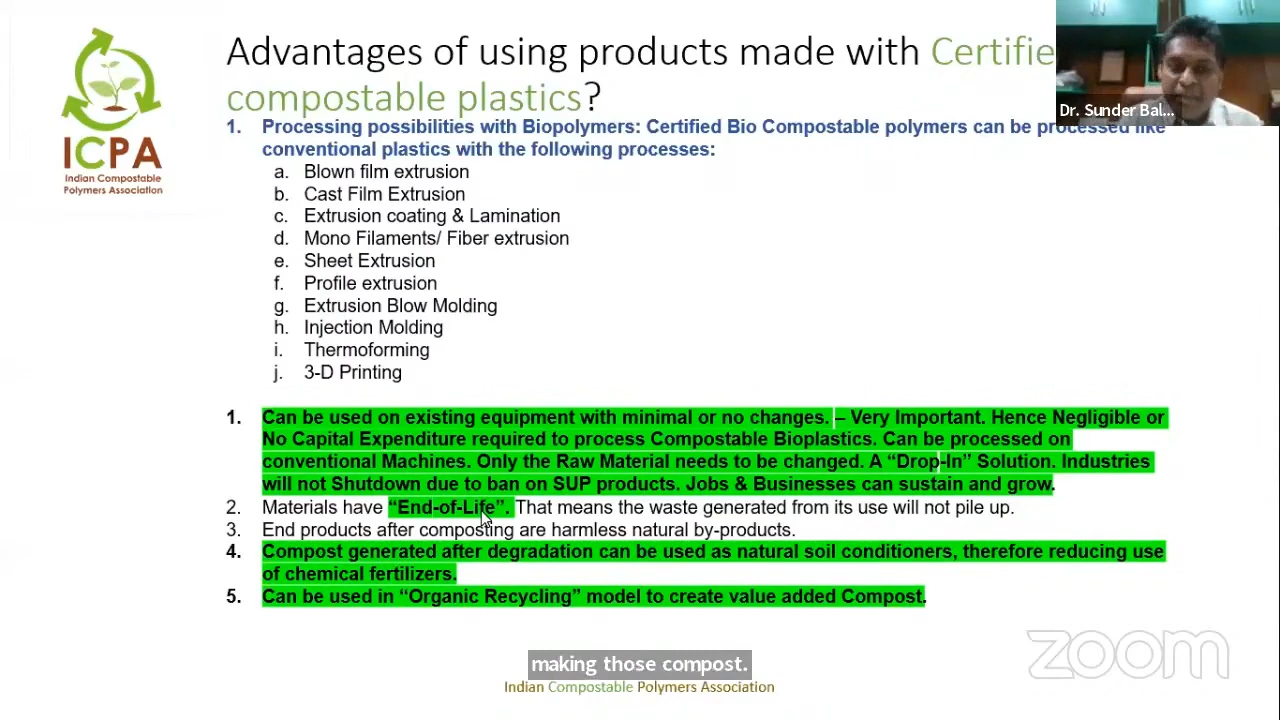 Advantages of using products made with Certifie
compostable plastics?
Dr. Sunder Bal...
ICPA
Indian Compostable
Polymers Association
1. Processing possibilities with Biopolymers: Certified Bio Compostable polymers can be processed like
conventional plastics with the following processes:
a. Blown film extrusion
b. Cast Film Extrusion
c. Extrusion coating & Lamination
d. Mono Filaments/ Fiber extrusion
e. Sheet Extrusion
f. Profile extrusion
g. Extrusion Blow Molding
h. Injection Molding
i. Thermoforming
j. 3-D Printing
1. Can be used on existing equipment with minimal or no changes. – Very Important. Hence Negligible or
No Capital Expenditure required to process Compostable Bioplastics. Can be processed on
conventional Machines. Only the Raw Material needs to be changed. A “Drop-In” Solution. Industries
will not Shutdown due to ban on SUP products. Jobs & Businesses can sustain and grow.
2. Materials have “End-of-Life”. That means the waste generated from its use will not pile up.
3. End products after composting are harmless natural by-products.
4. Compost generated after degradation can be used as natural soil conditioners, therefore reducing use
of chemical fertilizers.
5. Can be used in “Organic Recycling” model to create value added Compost.
making those compost.
Indian Compostable Polymers Association
zoom